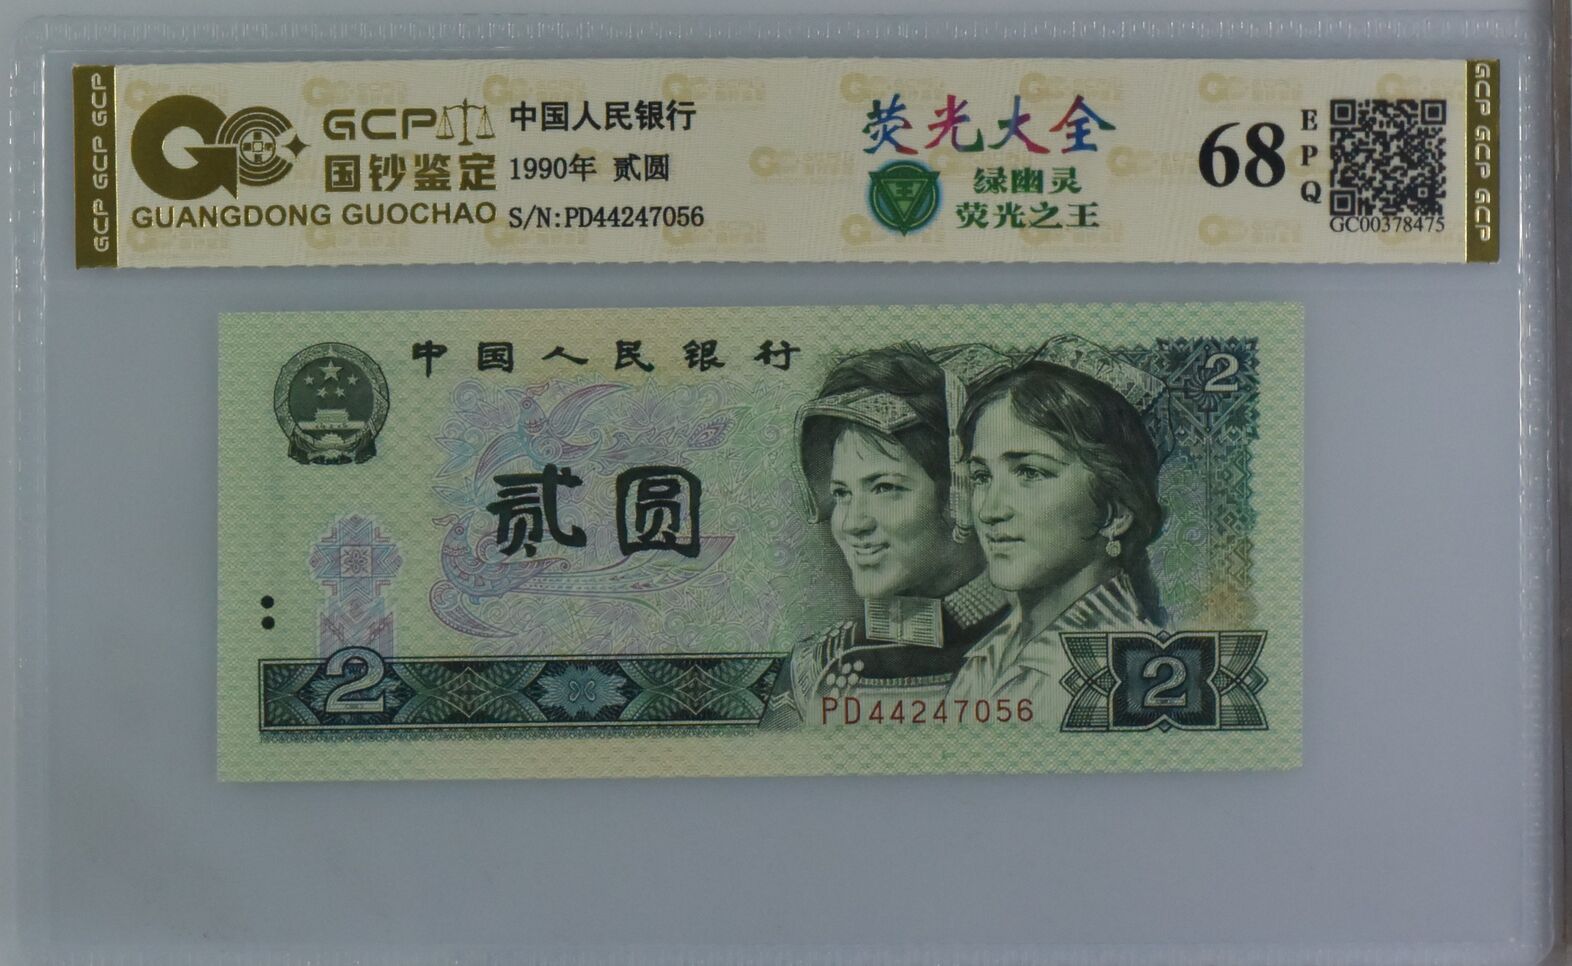 GCP GCP GCP
GCP
国钞鉴定
GUANGDONG GUOCHAO
中国人民银行
1990年 贰圆
S/N:PD44247056
荧光大全
王
绿幽灵
荧光之王
68
EPQ
GC00378475
GCP GCP GCP
中国人民银行
2
贰圆
2
PD44247056
2